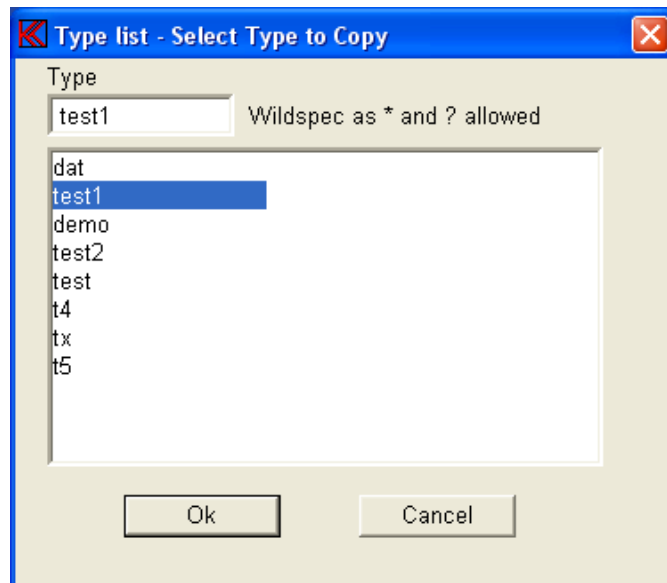 Type list - Select Type to Copy
Type
test1 Wildspec as * and ? allowed
dat
test1
demo
test2
test
t4
tx
t5
Ok Cancel